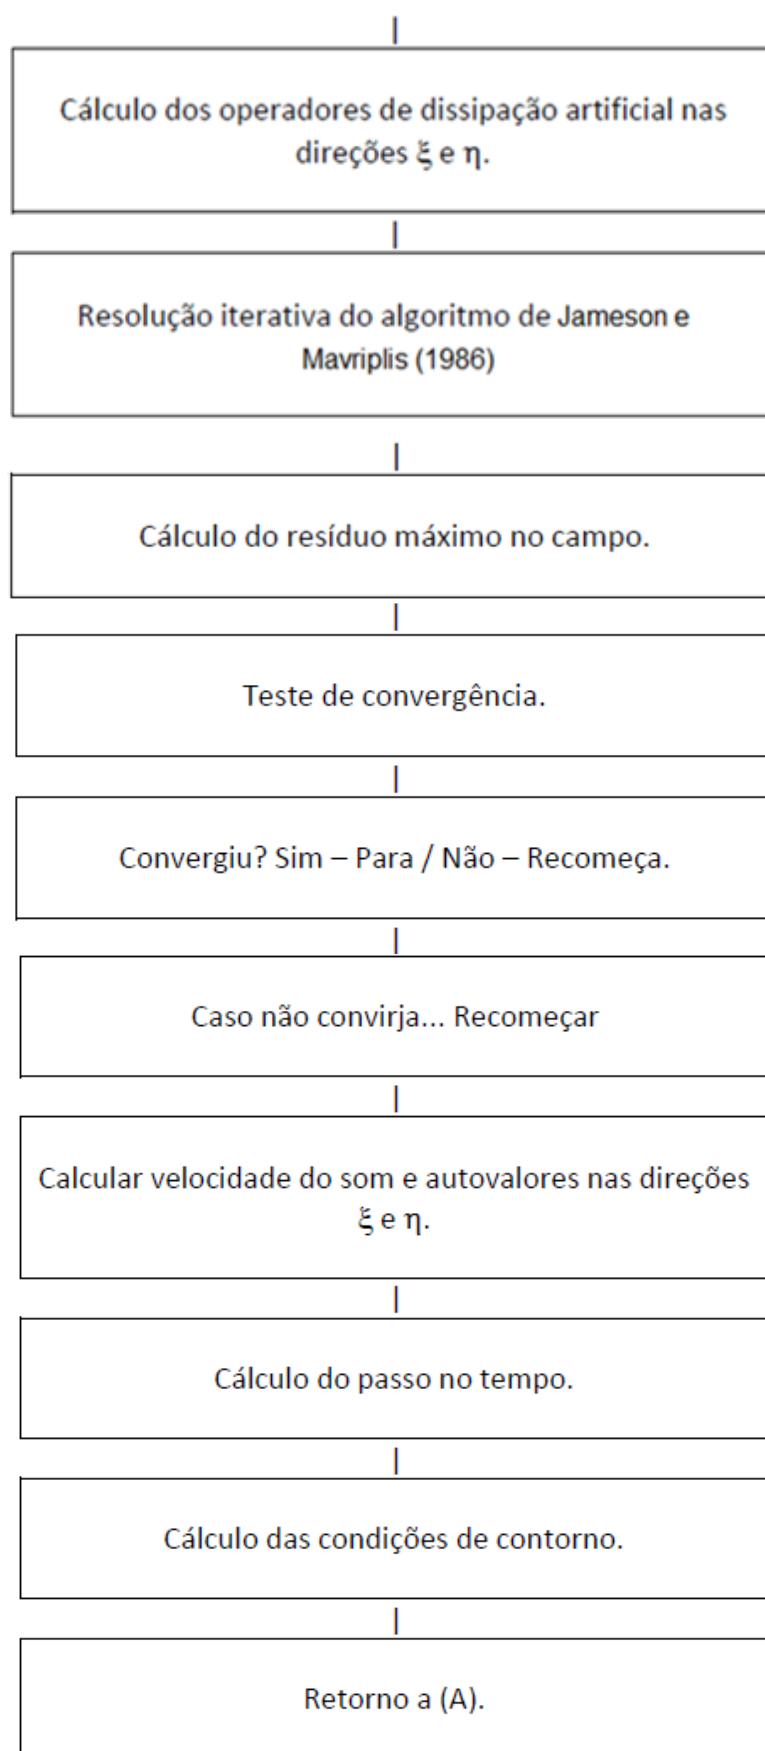 Cálculo dos operadores de dissipação artificial nas
direções ξ e η.
Resolução iterativa do algoritmo de Jameson e
Mavriplis (1986)
Cálculo do resíduo máximo no campo.
Teste de convergência.
Convergiu? Sim – Para / Não – Recomeça.
Caso não convirja... Recomeçar
Calcular velocidade do som e autovalores nas direções
ξ e η.
Cálculo do passo no tempo.
Cálculo das condições de contorno.
Retorno a (A).